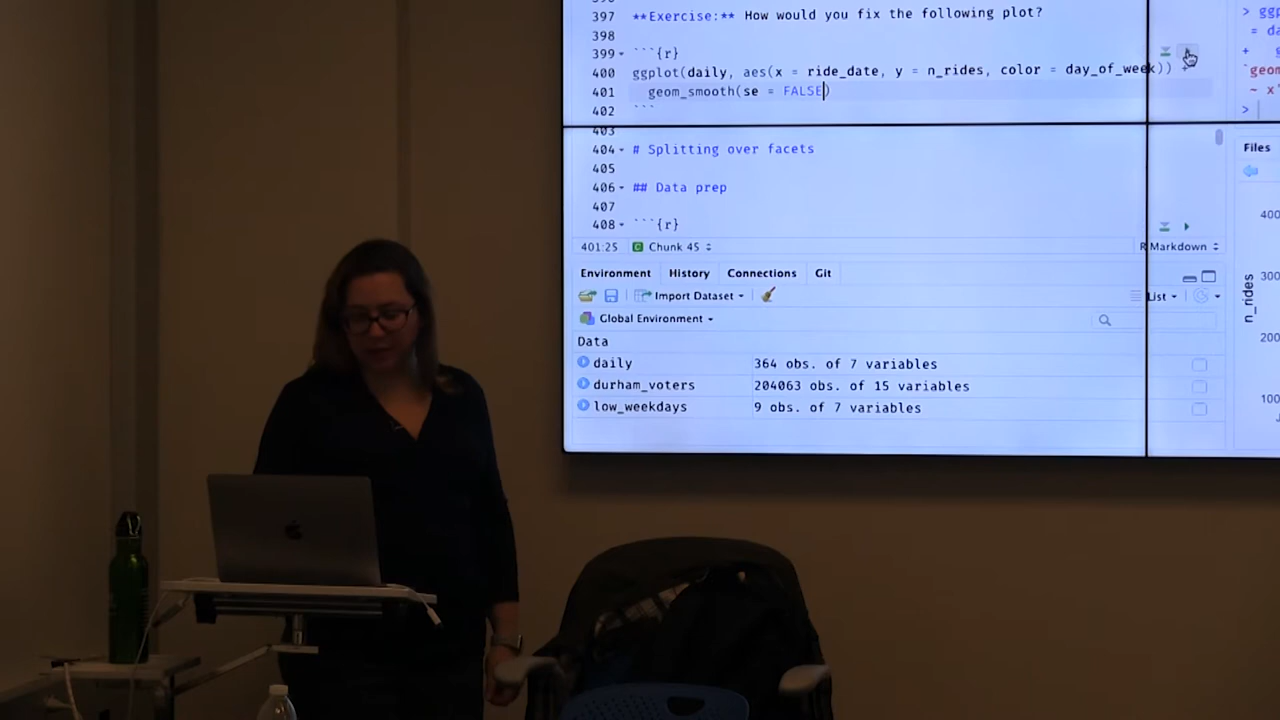 397 **Exercise:** How would you fix the following plot?
398
399 ```{r}
400 ggplot(daily, aes(x = ride_date, y = n_rides, color = day_of_week)) +
401 geom_smooth(se = FALSE)
402 ```
403
404 # Splitting over facets
405
406 ## Data prep
407
408 ```{r}
401:25 Chunk 45 R Markdown
Environment History Connections Git
Import Dataset List
Global Environment
Data
daily 364 obs. of 7 variables
durham_voters 204063 obs. of 15 variables
low_weekdays 9 obs. of 7 variables
> ggp
= da
+ g
`geom
~ x'
>
Files
400
300
n_rides
200
100